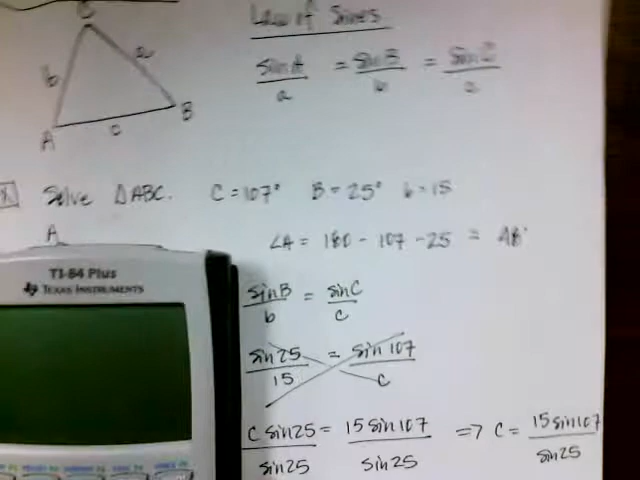 Law of Sines
C
b
a
A
c
B
sinA/a = sinB/b = sinC/c
Solve △ABC. C = 107° B = 25° b = 15
A
∠A = 180 - 107 - 25 = 48°
TI-84 Plus
TEXAS INSTRUMENTS
sinB/b = sinC/c
sin25/15 = sin107/c
c sin25/sin25 = 15 sin107/sin25 => c = 15 sin107/sin25